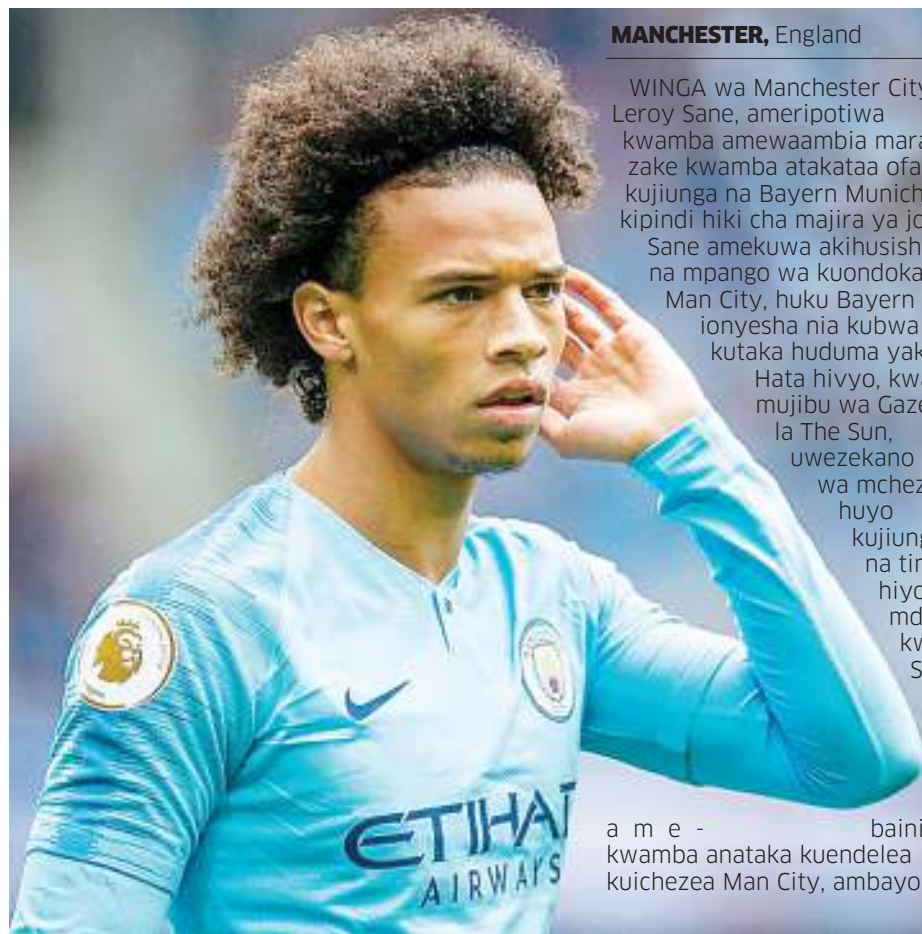 MANCHESTER, England
WINGA wa Manchester City
Leroy Sane, ameripotiwa
kwamba amewaambia mara
zake kwamba atakataa ofa
kujiunga na Bayern Munich
kipindi hiki cha majira ya jo
Sane amekuwa akihusish
na mpango wa kuondoka
Man City, huku Bayern
ionyesha nia kubwa
kutaka huduma yak
Hata hivyo, kwa
mujibu wa Gaze
la The Sun,
uwezekano
wa mchez
huyo
kujiung
na tim
hiyo
md
kw
S
a m e - baini
kwamba anataka kuendelea
kuichezea Man City, ambayo
ETIHAD
AIRWAYS